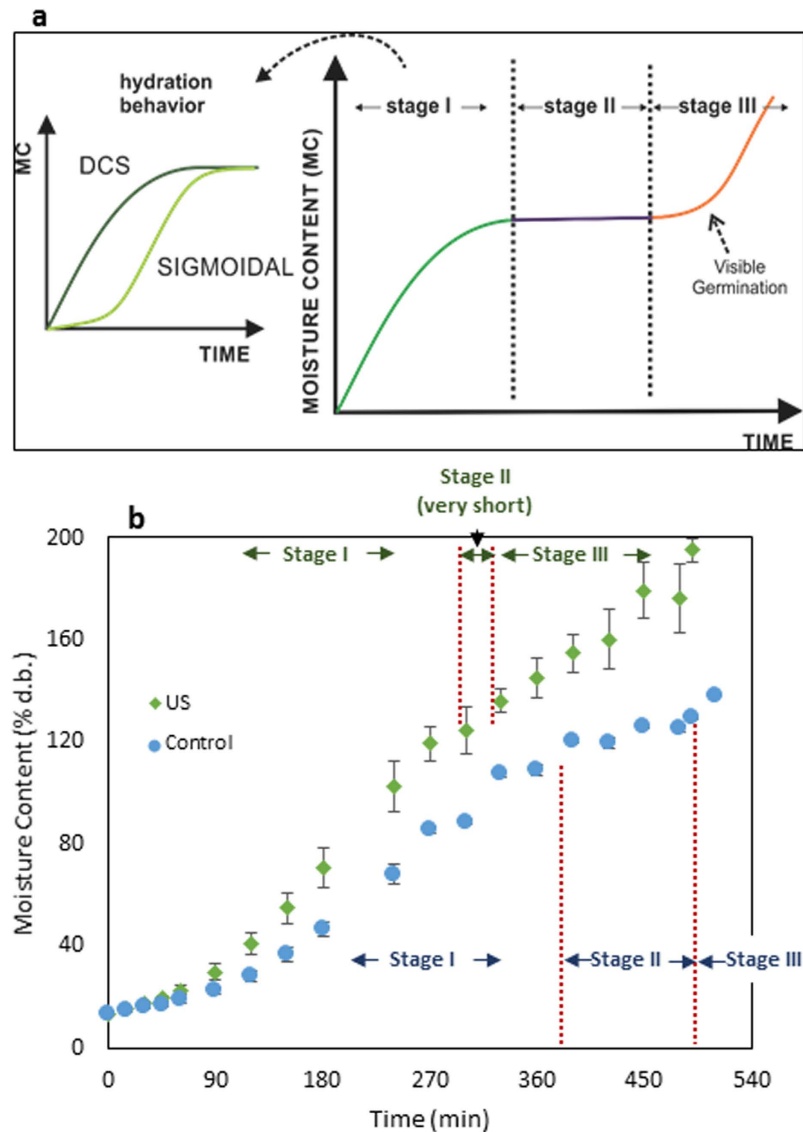 a
hydration
behavior
MC
DCS
SIGMOIDAL
TIME
MOISTURE CONTENT (MC)
stage I
stage II
stage III
Visible
Germination
TIME
b
Stage II
(very short)
Stage I
Stage III
Moisture Content (% d.b.)
200
160
120
80
40
0
US
Control
Stage I
Stage II
Stage III
0 90 180 270 360 450 540
Time (min)